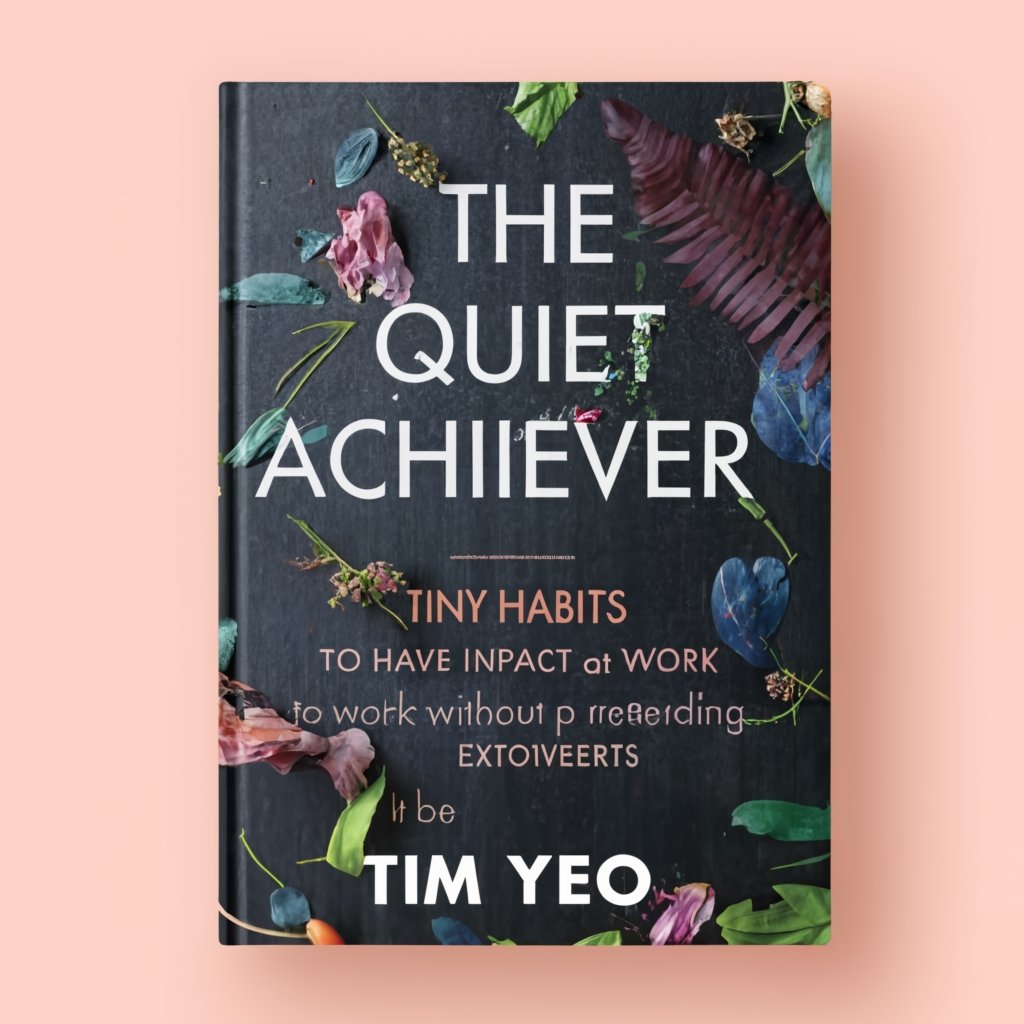 THE
QUIET
ACHIIEVER
TINY HABITS
TO HAVE INPACT at WORK
to work without p
EXTOIVEERTS
It be
TIM YEO